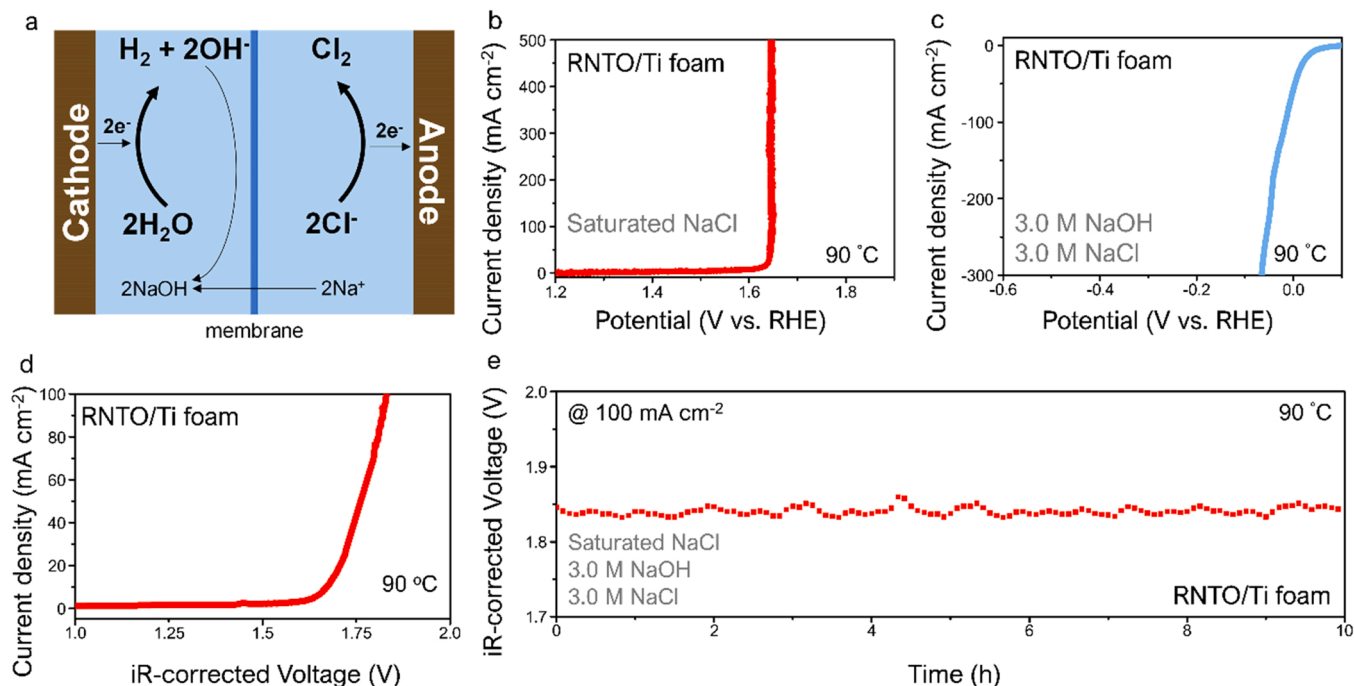 a
Cathode
H₂ + 2OH⁻
Cl₂
2e⁻
2e⁻
2H₂O
2Cl⁻
2NaOH
2Na⁺
Anode
membrane
b
Current density (mA cm⁻²)
500
400
300
200
100
0
RNTO/Ti foam
Saturated NaCl
90 °C
1.2
1.4
1.6
1.8
Potential (V vs. RHE)
c
Current density (mA cm⁻²)
0
-100
-200
-300
RNTO/Ti foam
3.0 M NaOH
3.0 M NaCl
90 °C
-0.6
-0.4
-0.2
0.0
Potential (V vs. RHE)
d
Current density (mA cm⁻²)
100
80
60
40
20
0
RNTO/Ti foam
90 °C
1.0
1.25
1.5
1.75
2.0
iR-corrected Voltage (V)
e
iR-corrected Voltage (V)
2.0
1.9
1.8
1.7
@ 100 mA cm⁻²
90 °C
Saturated NaCl
3.0 M NaOH
3.0 M NaCl
RNTO/Ti foam
0
2
4
6
8
10
Time (h)